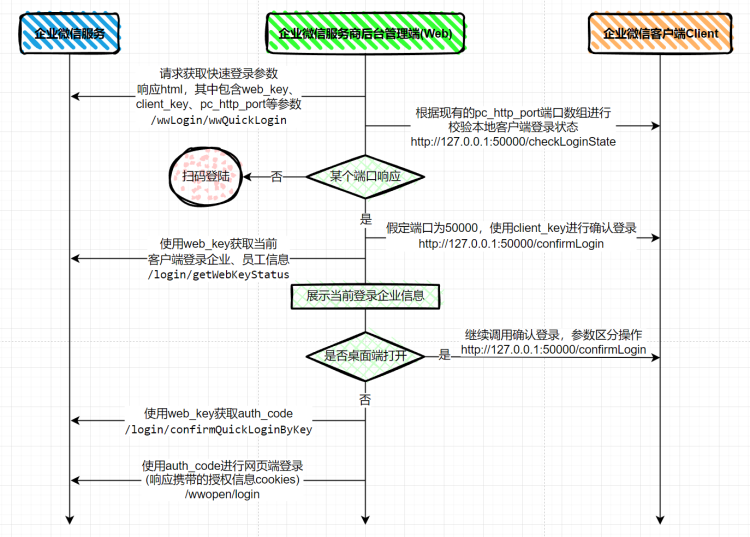 企业微信服务
企业微信服务商后台管理端(Web)
企业微信客户端Client
请求获取快速登录参数
响应html，其中包含web_key、
client_key、pc_http_port等参数
/wwLogin/wwQuickLogin
根据现有的pc_http_port端口数组进行
校验本地客户端登录状态
http://127.0.0.1:50000/checkLoginState
扫码登陆
否
某个端口响应
是
假定端口为50000，使用client_key进行确认登录
http://127.0.0.1:50000/confirmLogin
使用web_key获取当前
客户端登录企业、员工信息
/login/getWebKeyStatus
展示当前登录企业信息
是否桌面端打开
是
继续调用确认登录，参数区分操作
http://127.0.0.1:50000/confirmLogin
否
使用web_key获取auth_code
/login/confirmQuickLoginByKey
使用auth_code进行网页端登录
(响应携带的授权信息cookies)
/wwopen/login